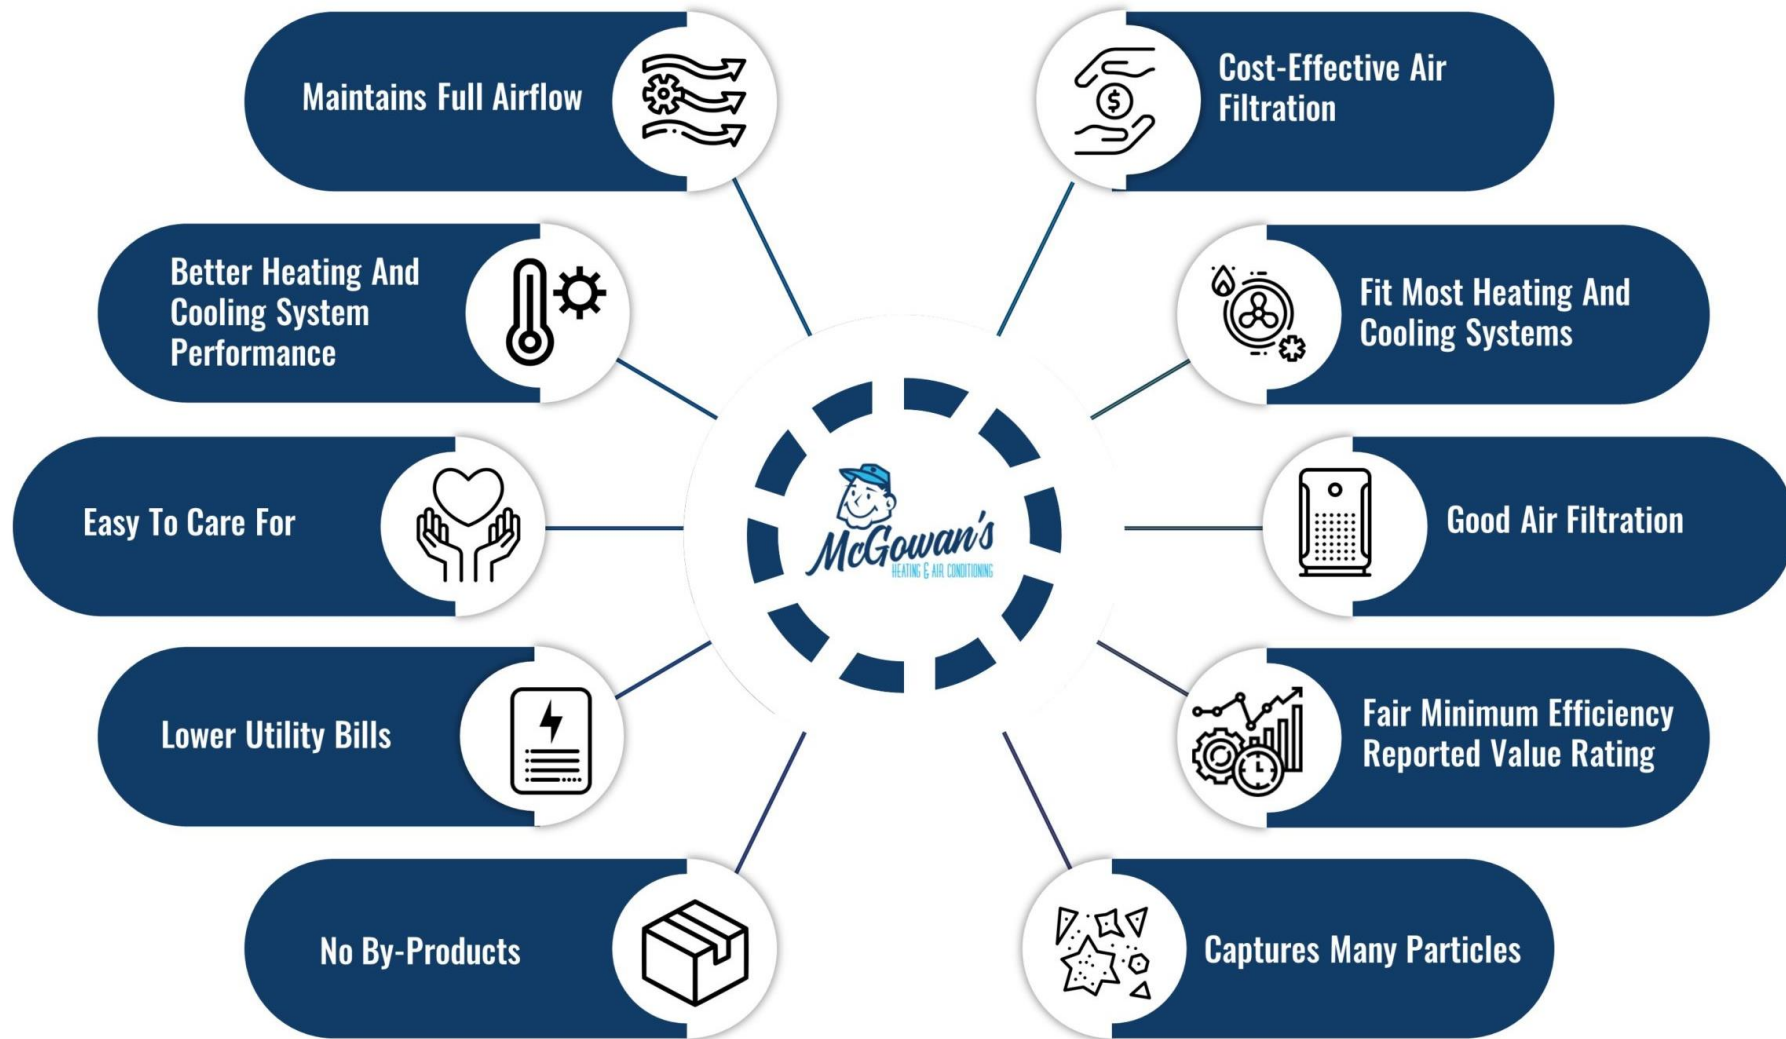 Maintains Full Airflow
Better Heating And
Cooling System
Performance
Easy To Care For
Lower Utility Bills
No By-Products
McGowan's
HEATING & AIR CONDITIONING
Cost-Effective Air
Filtration
Fit Most Heating And
Cooling Systems
Good Air Filtration
Fair Minimum Efficiency
Reported Value Rating
Captures Many Particles
$